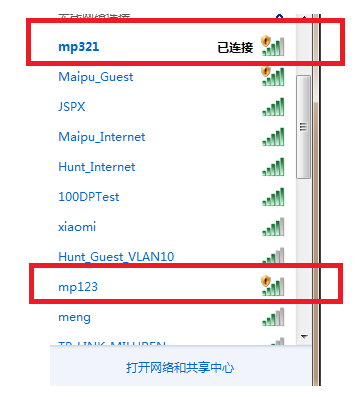 mp321 已连接
Maipu_Guest
JSPX
Maipu_Internet
Hunt_Internet
100DPTest
xiaomi
Hunt_Guest_VLAN10
mp123
meng
打开网络和共享中心